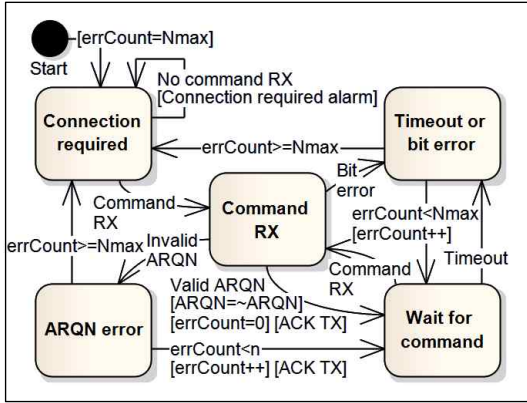 [errCount=Nmax]
Start
No command RX
[Connection required alarm]
Connection
required
Timeout or
bit error
errCount>=Nmax
Bit
error
Command
RX
Command
RX
errCount<Nmax
[errCount++]
errCount>=Nmax
Invalid
ARQN
Command
RX
Timeout
Valid ARQN
[ARQN=~ARQN]
[errCount=0] [ACK TX]
ARQN error
Wait for
command
errCount<n
[errCount++] [ACK TX]